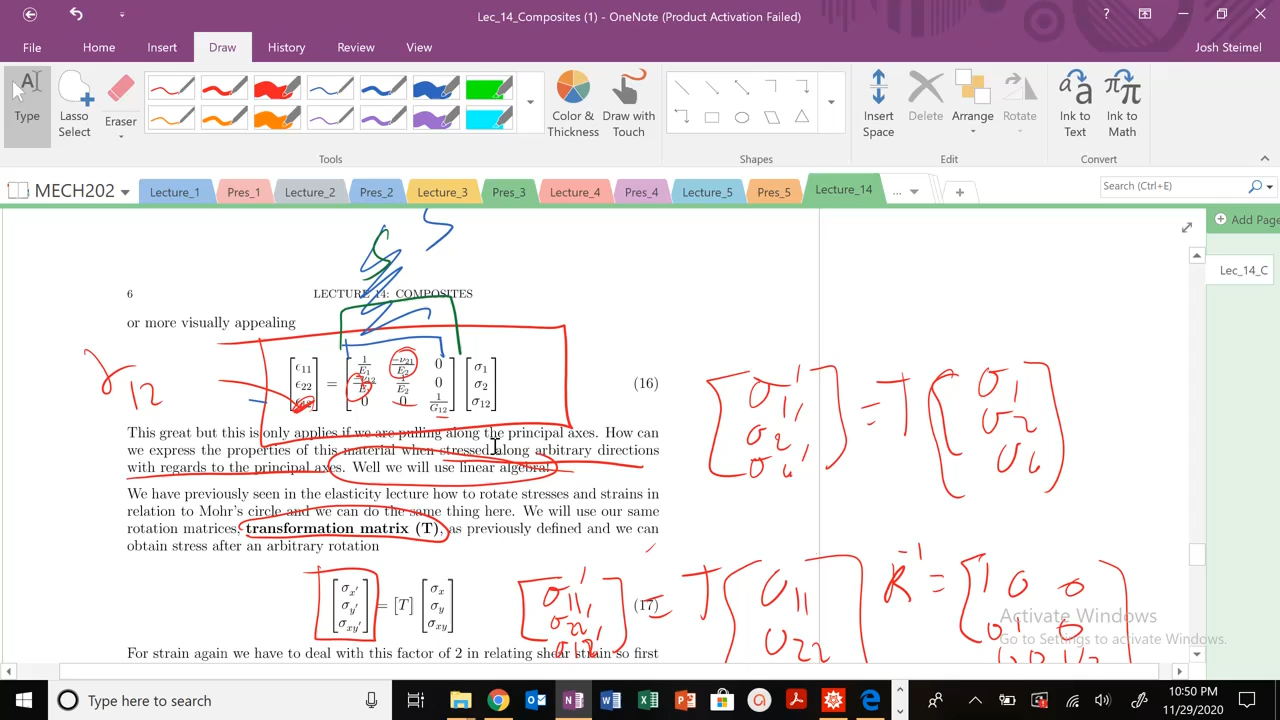 Lec_14_Composites (1) - OneNote (Product Activation Failed)
File Home Insert Draw History Review View Josh Steimel
Type Lasso Select Eraser Color & Thickness Draw with Touch Insert Space Delete Arrange Rotate Ink to Text Ink to Math
Tools Shapes Edit Convert
MECH202 Lecture_1 Pres_1 Lecture_2 Pres_2 Lecture_3 Pres_3 Lecture_4 Pres_4 Lecture_5 Pres_5 Lecture_14 ... Search (Ctrl+E)
Add Page
Lec_14_C
6 LECTURE 14: COMPOSITES
or more visually appealing
(16)
This great but this is only applies if we are pulling along the principal axes. How can
we express the properties of this material when stressed along arbitrary directions
with regards to the principal axes. Well we will use linear algebra!
We have previously seen in the elasticity lecture how to rotate stresses and strains in
relation to Mohr's circle and we can do the same thing here. We will use our same
rotation matrices, transformation matrix (T), as previously defined and we can
obtain stress after an arbitrary rotation
σx′ σx
σy′ = [T] σy (17)
σxy′ σxy
For strain again we have to deal with this factor of 2 in relating shear strain so first
Activate Windows
Go to Settings to activate Windows.
Type here to search
10:50 PM
11/29/2020